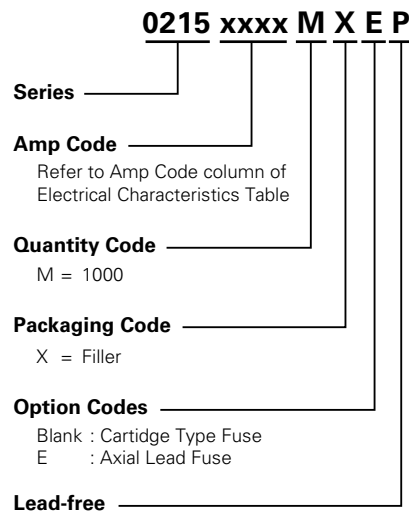 0215 xxxx M X E P
Series
Amp Code
Refer to Amp Code column of
Electrical Characteristics Table
Quantity Code
M = 1000
Packaging Code
X = Filler
Option Codes
Blank : Cartidge Type Fuse
E : Axial Lead Fuse
Lead-free